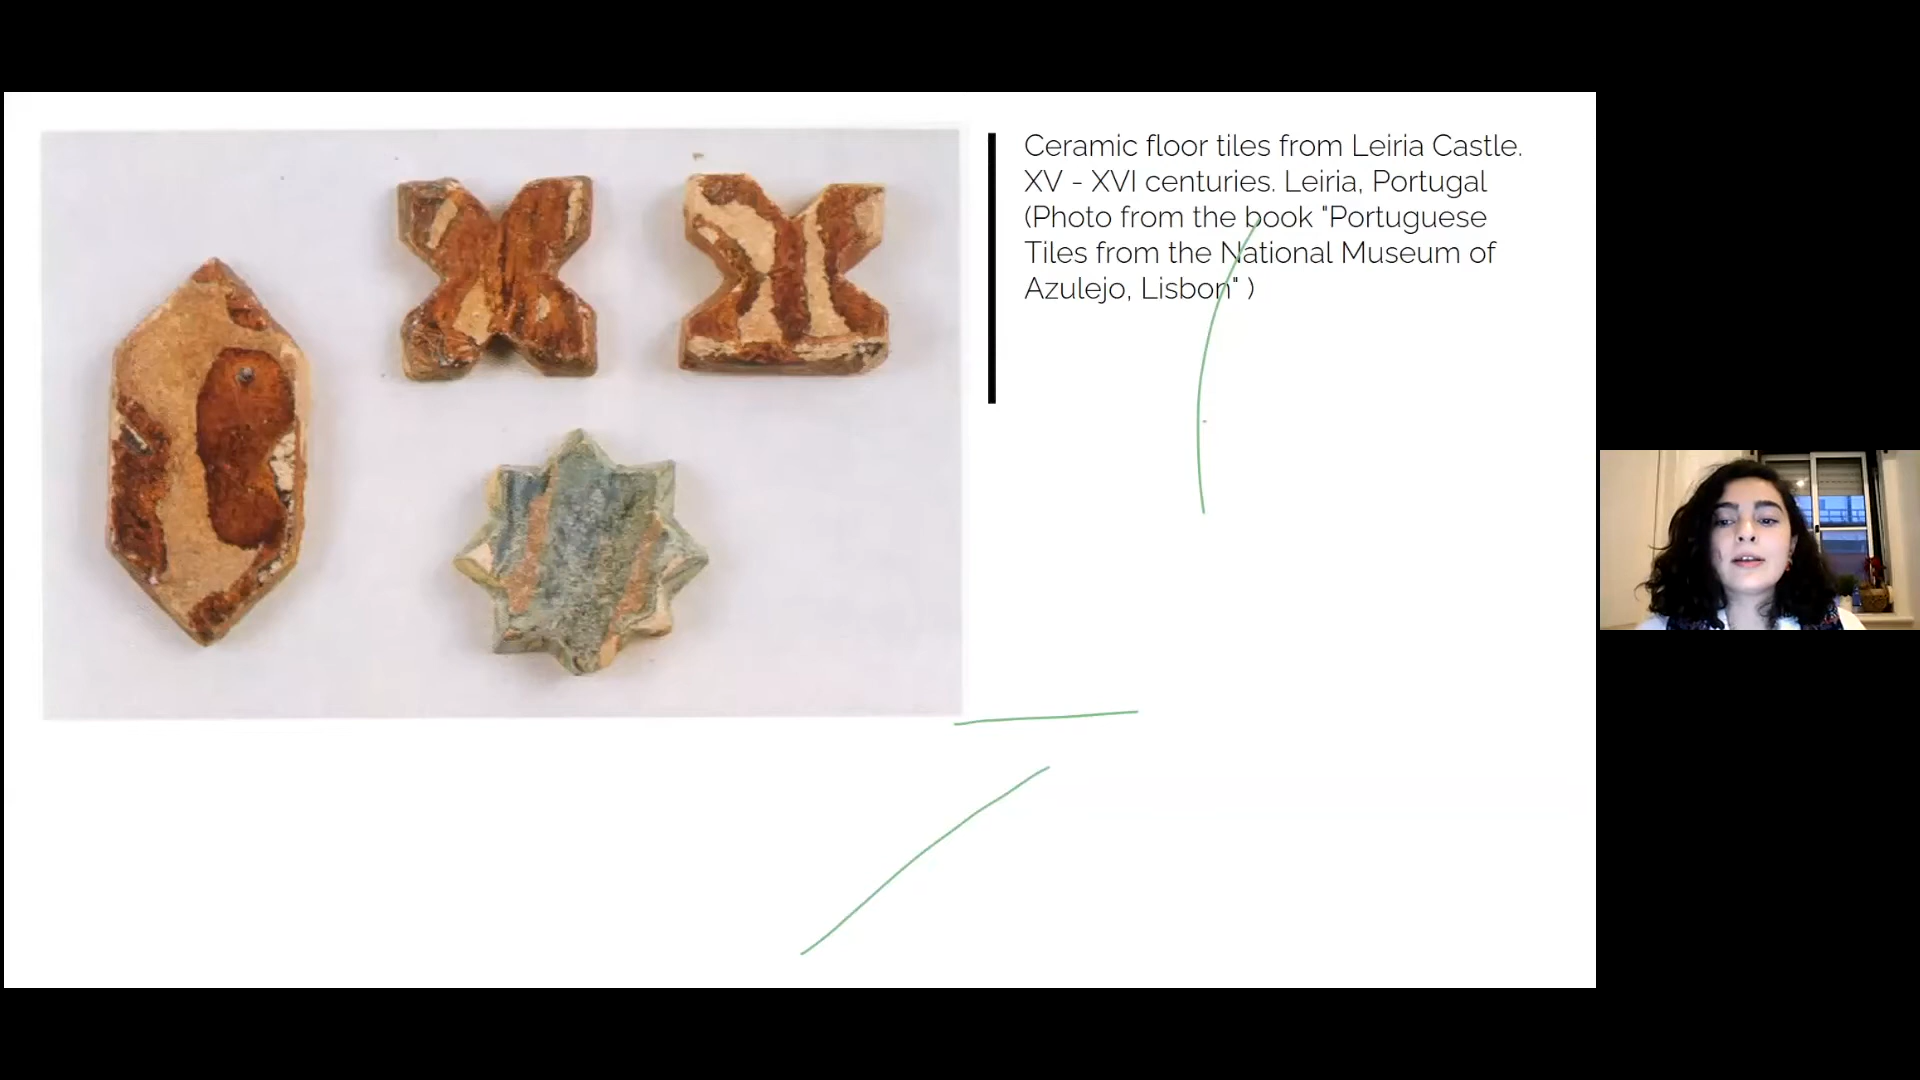 Ceramic floor tiles from Leiria Castle.
XV - XVI centuries. Leiria, Portugal
(Photo from the book "Portuguese
Tiles from the National Museum of
Azulejo, Lisbon" )